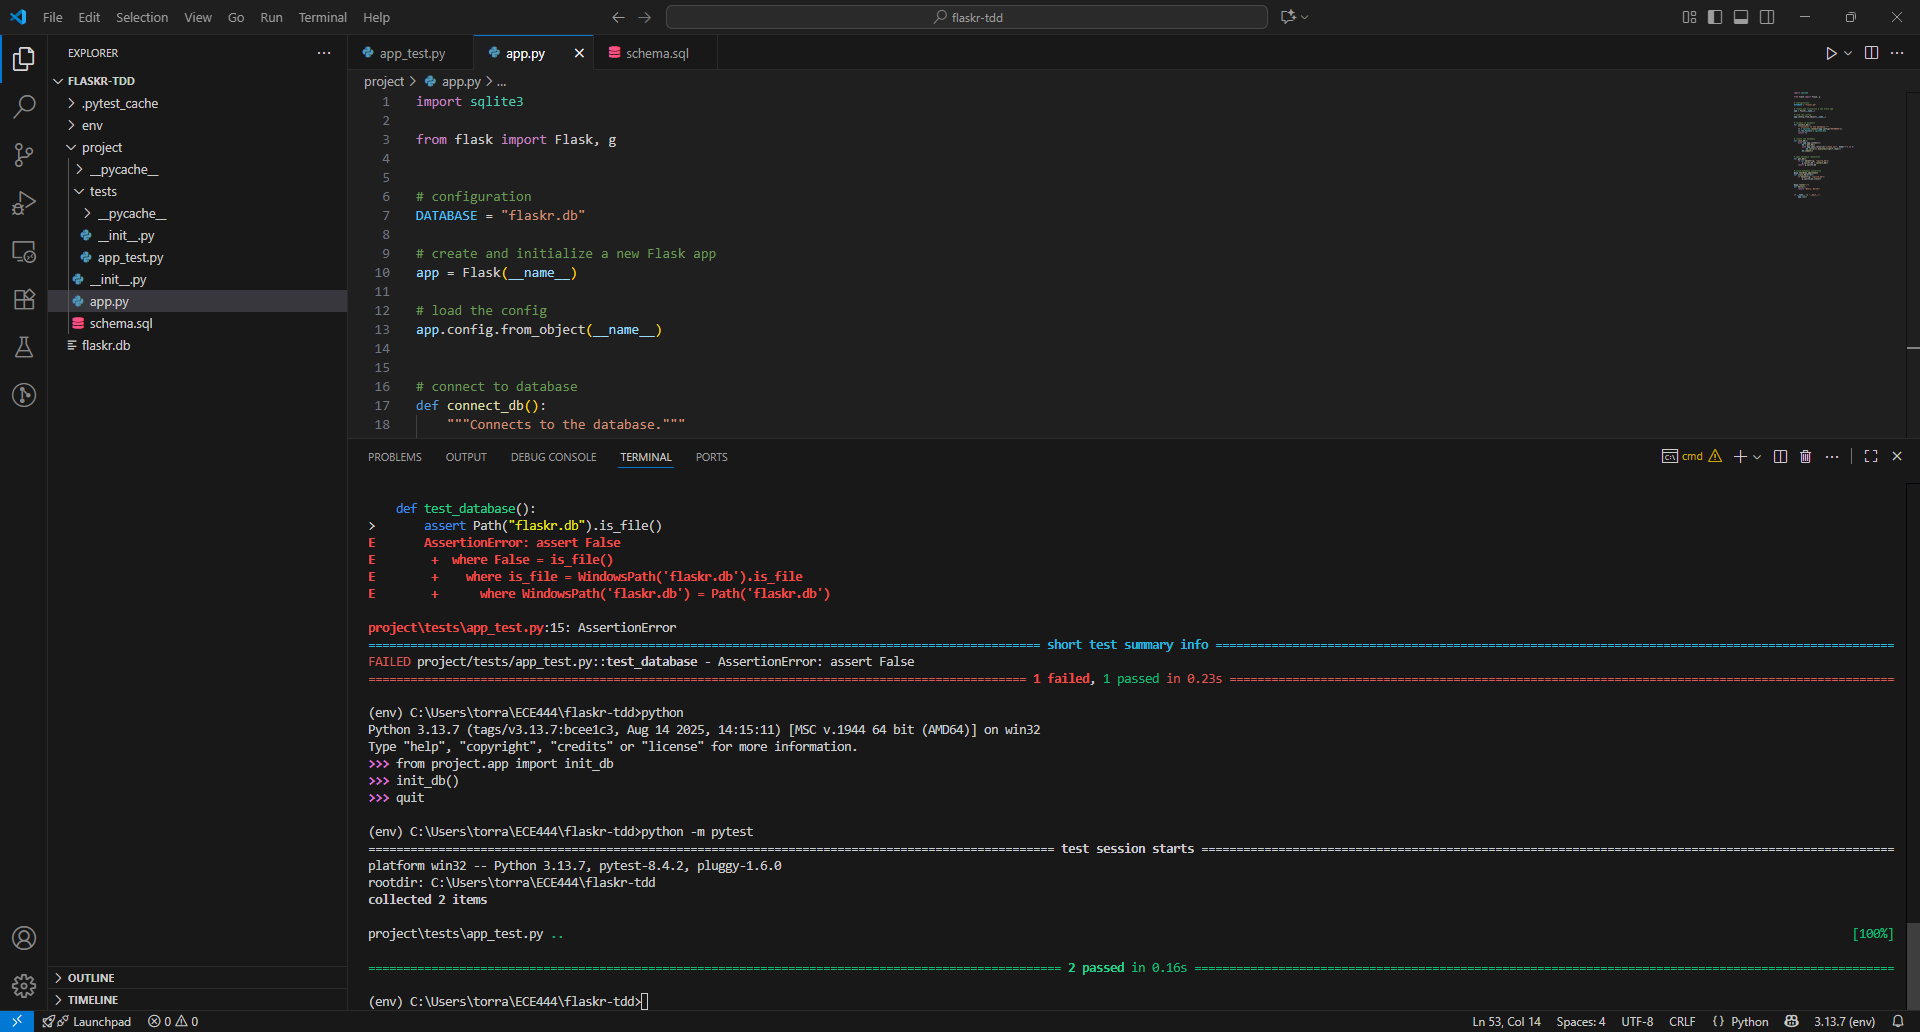 File Edit Selection View Go Run Terminal Help
flaskr-tdd
EXPLORER
FLASKR-TDD
.pytest_cache
env
project
__pycache__
tests
__pycache__
__init__.py
app_test.py
__init__.py
app.py
schema.sql
flaskr.db
OUTLINE
TIMELINE
app_test.py
app.py
schema.sql
project > app.py > ...
1 import sqlite3
2
3 from flask import Flask, g
4
5
6 # configuration
7 DATABASE = "flaskr.db"
8
9 # create and initialize a new Flask app
10 app = Flask(__name__)
11
12 # load the config
13 app.config.from_object(__name__)
14
15
16 # connect to database
17 def connect_db():
18 """Connects to the database."""
PROBLEMS OUTPUT DEBUG CONSOLE TERMINAL PORTS
cmd
def test_database():
> assert Path("flaskr.db").is_file()
E AssertionError: assert False
E + where False = is_file()
E + where is_file = WindowsPath('flaskr.db').is_file
E + where WindowsPath('flaskr.db') = Path('flaskr.db')
project\tests\app_test.py:15: AssertionError
short test summary info
FAILED project/tests/app_test.py::test_database - AssertionError: assert False
1 failed, 1 passed in 0.23s
(env) C:\Users\torra\ECE444\flaskr-tdd>python
Python 3.13.7 (tags/v3.13.7:bcee1c3, Aug 14 2025, 14:15:11) [MSC v.1944 64 bit (AMD64)] on win32
Type "help", "copyright", "credits" or "license" for more information.
>>> from project.app import init_db
>>> init_db()
>>> quit
(env) C:\Users\torra\ECE444\flaskr-tdd>python -m pytest
test session starts
platform win32 -- Python 3.13.7, pytest-8.4.2, pluggy-1.6.0
rootdir: C:\Users\torra\ECE444\flaskr-tdd
collected 2 items
project\tests\app_test.py .. [100%]
2 passed in 0.16s
(env) C:\Users\torra\ECE444\flaskr-tdd>
Launchpad 0 0 Ln 53, Col 14 Spaces: 4 UTF-8 CRLF {} Python 3.13.7 (env)